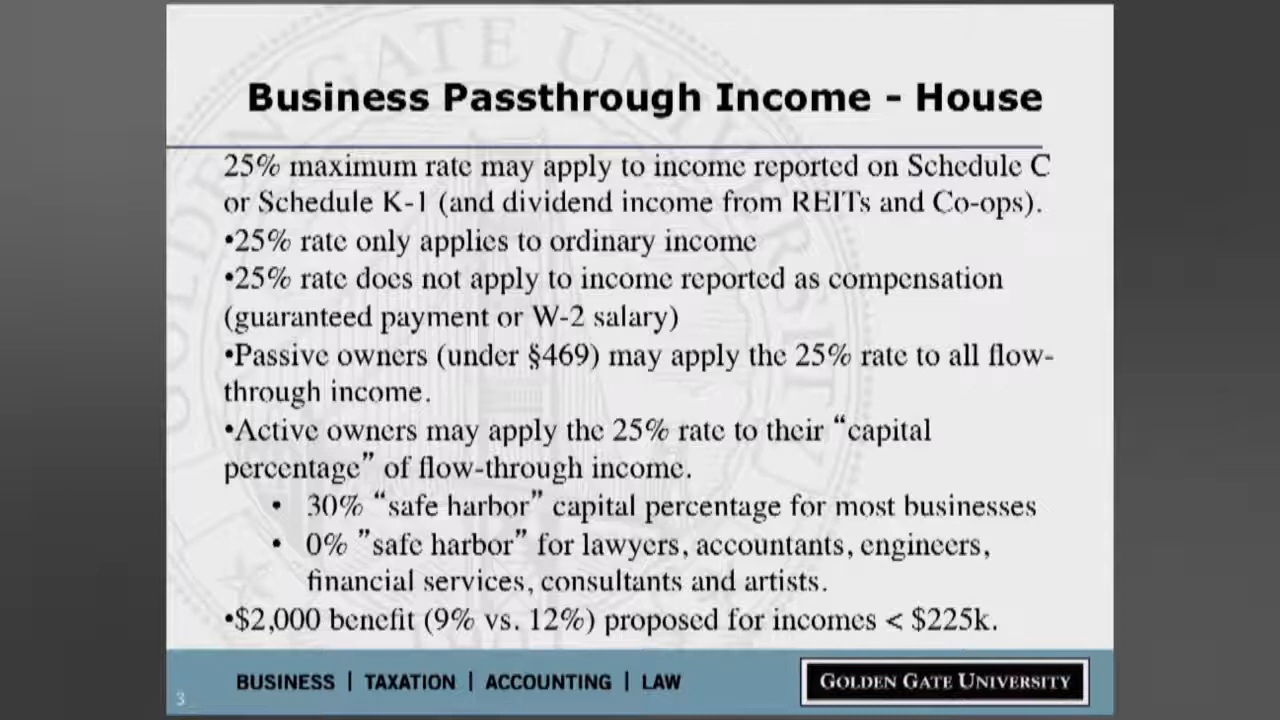 Business Passthrough Income - House
25% maximum rate may apply to income reported on Schedule C
or Schedule K-1 (and dividend income from REITs and Co-ops).
•25% rate only applies to ordinary income
•25% rate does not apply to income reported as compensation
(guaranteed payment or W-2 salary)
•Passive owners (under §469) may apply the 25% rate to all flow-
through income.
•Active owners may apply the 25% rate to their “capital
percentage” of flow-through income.
• 30% “safe harbor” capital percentage for most businesses
• 0% ”safe harbor” for lawyers, accountants, engineers,
financial services, consultants and artists.
•$2,000 benefit (9% vs. 12%) proposed for incomes < $225k.
3
BUSINESS | TAXATION | ACCOUNTING | LAW
GOLDEN GATE UNIVERSITY